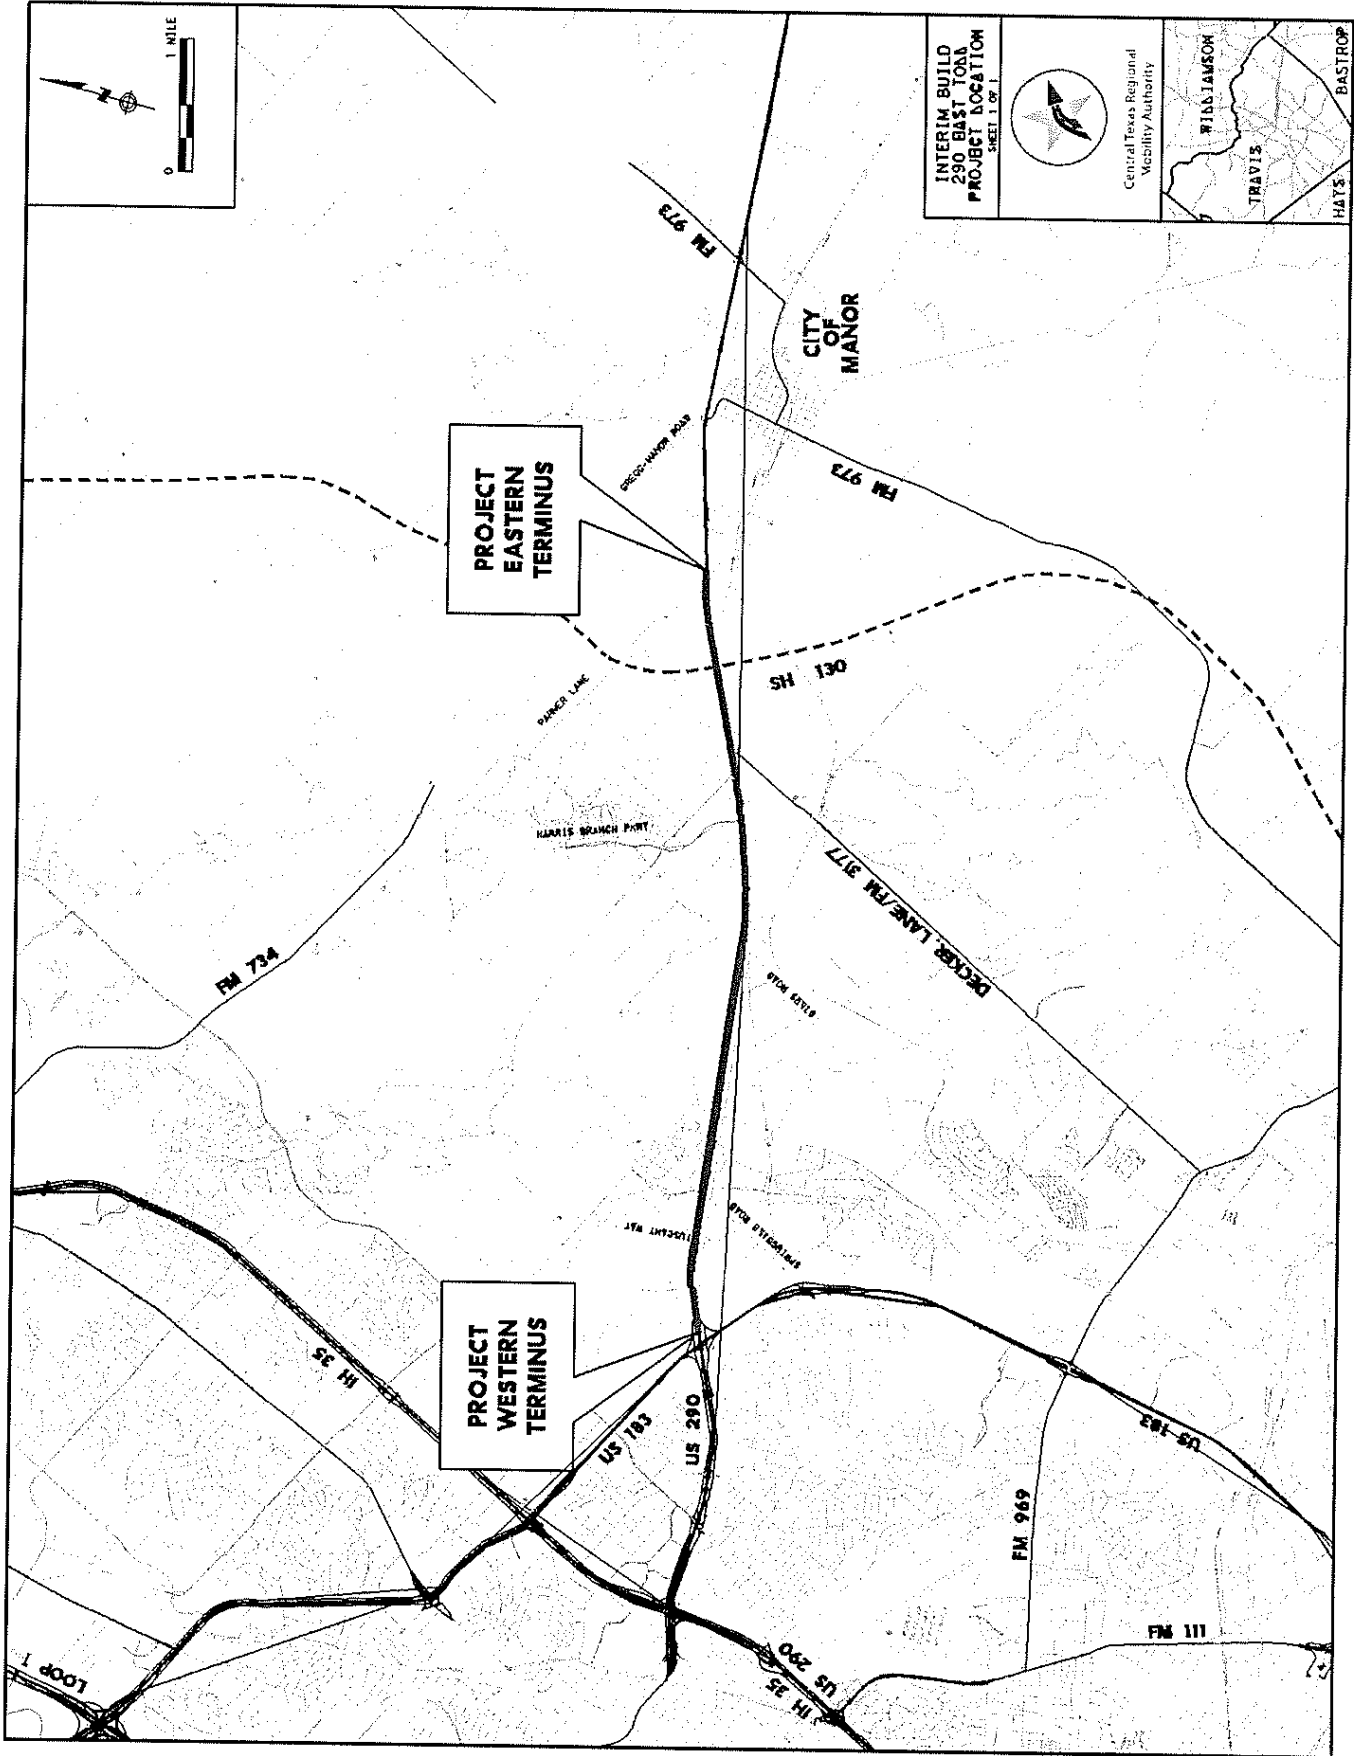 1 MILE
0
N
INTERIM BUILD
290 EAST TOLL
PROJECT LOCATION
SHEET 1 OF 1
Central Texas Regional
Mobility Authority
WILLIAMSON
TRAVIS
HAYS
BASTROP
FM 973
CITY
OF
MANOR
GREGG-MANOR ROAD
PROJECT
EASTERN
TERMINUS
FM 973
SH 130
PARMER LANE
HARRIS BRANCH PKWY
DECKER LANE/FM 3177
GILES ROAD
FM 734
TUSCANY WAY
SPRINGDALE ROAD
PROJECT
WESTERN
TERMINUS
IH 35
US 183
US 290
US 183
FM 969
FM 111
LOOP 1
US 290
IH 35